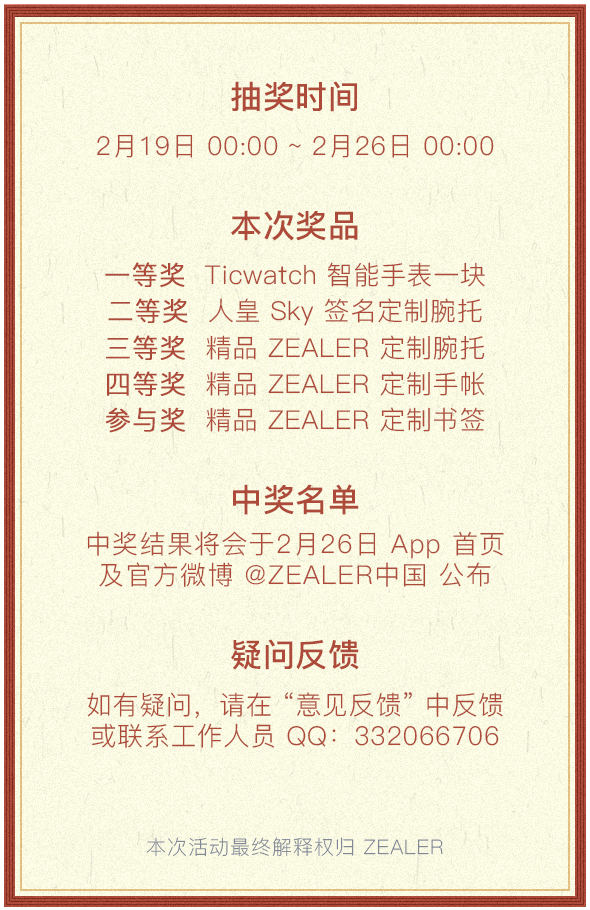 抽奖时间
2月19日 00:00 ~ 2月26日 00:00
本次奖品
一等奖 Ticwatch 智能手表一块
二等奖 人皇 Sky 签名定制腕托
三等奖 精品 ZEALER 定制腕托
四等奖 精品 ZEALER 定制手帐
参与奖 精品 ZEALER 定制书签
中奖名单
中奖结果将会于2月26日 App 首页
及官方微博 @ZEALER中国 公布
疑问反馈
如有疑问，请在 “意见反馈” 中反馈
或联系工作人员 QQ：332066706
本次活动最终解释权归 ZEALER